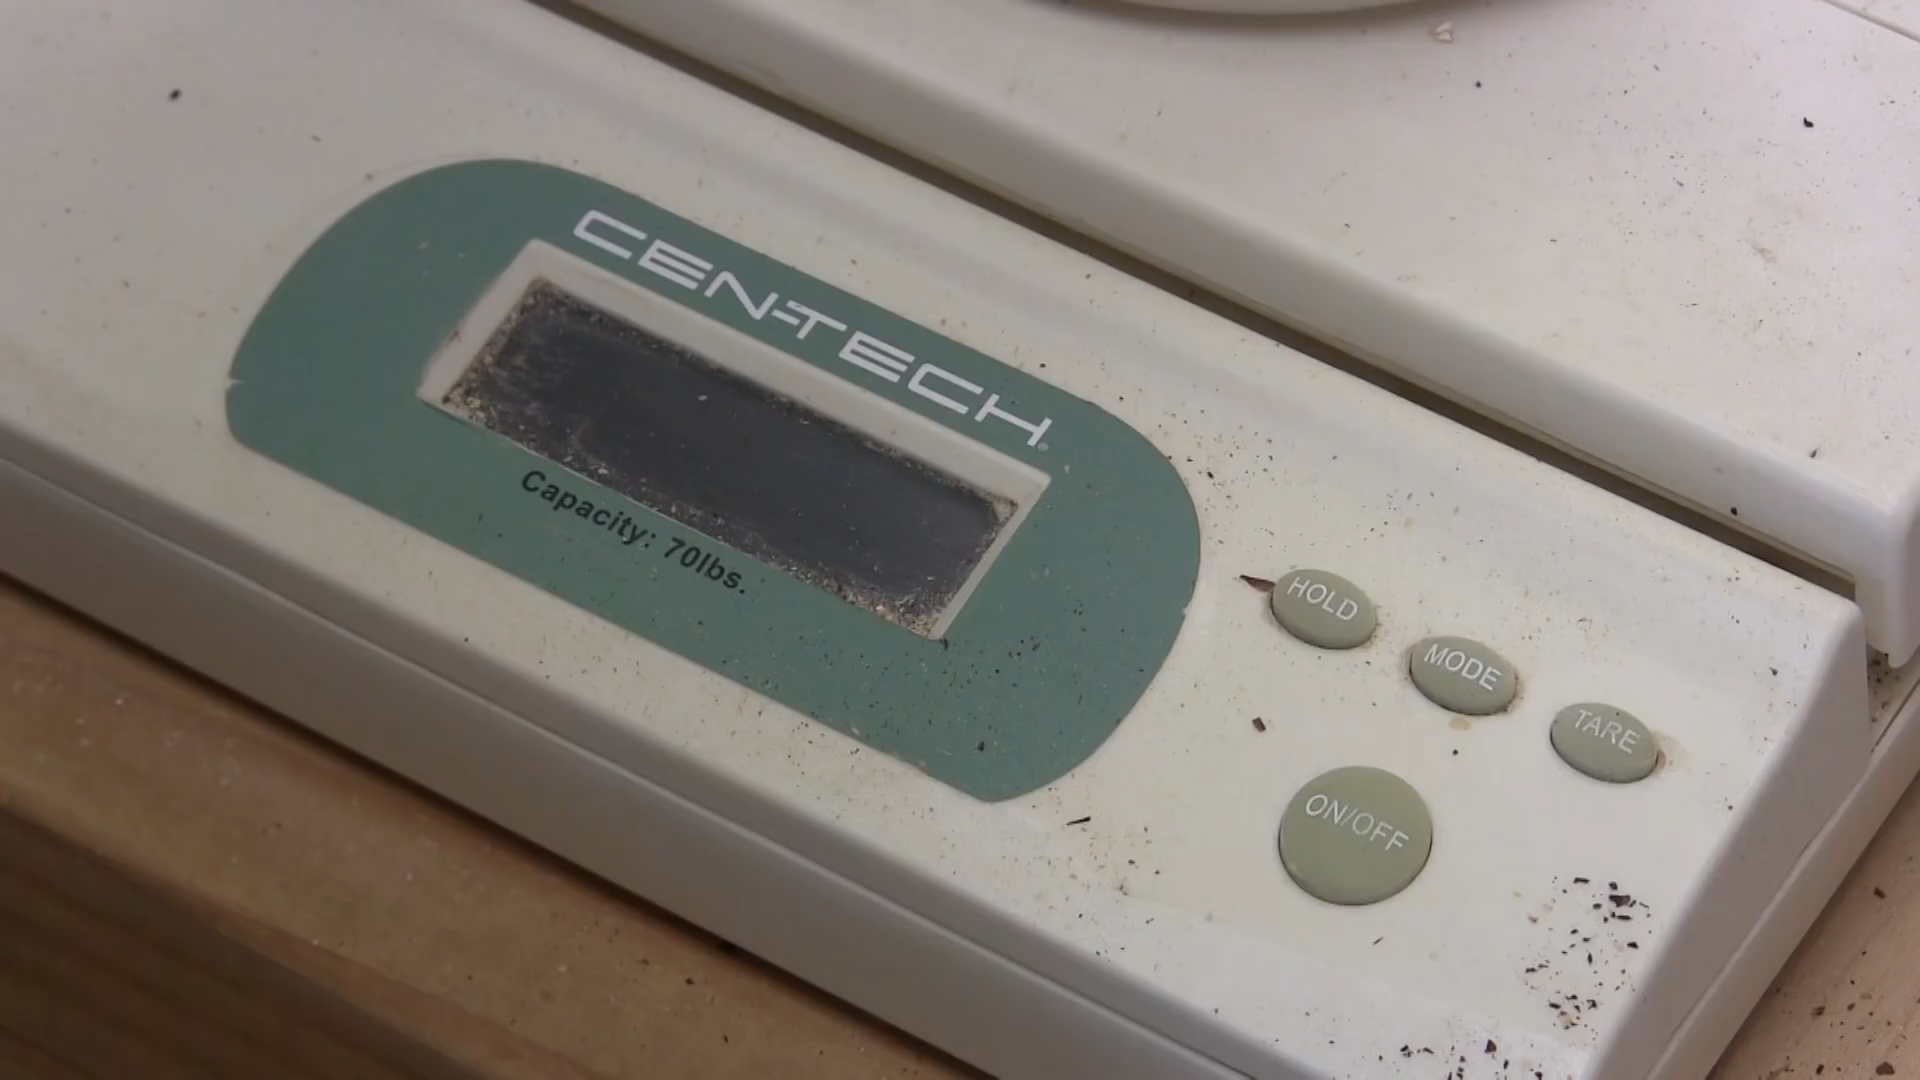 CEN-TECH
Capacity: 70lbs.
HOLD
MODE
TARE
ON/OFF